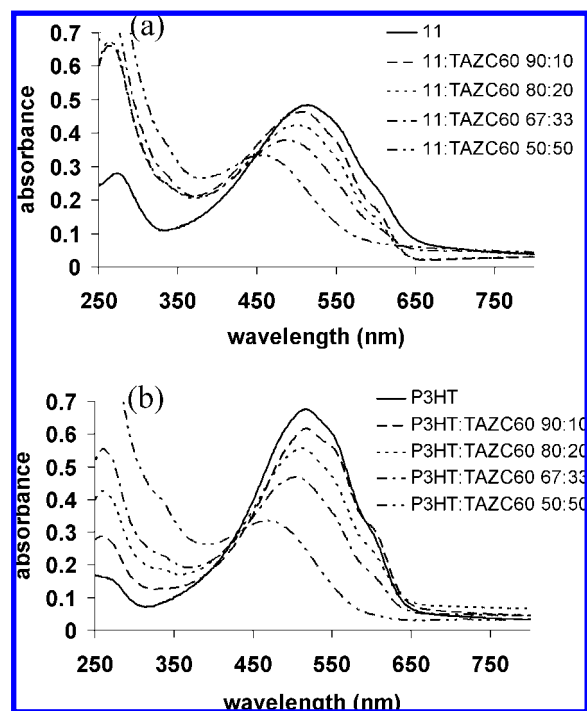 (a)
11
11:TAZC60 90:10
11:TAZC60 80:20
11:TAZC60 67:33
11:TAZC60 50:50
absorbance
0.7
0.6
0.5
0.4
0.3
0.2
0.1
0
250 350 450 550 650 750
wavelength (nm)
(b)
P3HT
P3HT:TAZC60 90:10
P3HT:TAZC60 80:20
P3HT:TAZC60 67:33
P3HT:TAZC60 50:50
absorbance
0.7
0.6
0.5
0.4
0.3
0.2
0.1
0
250 350 450 550 650 750
wavelength (nm)